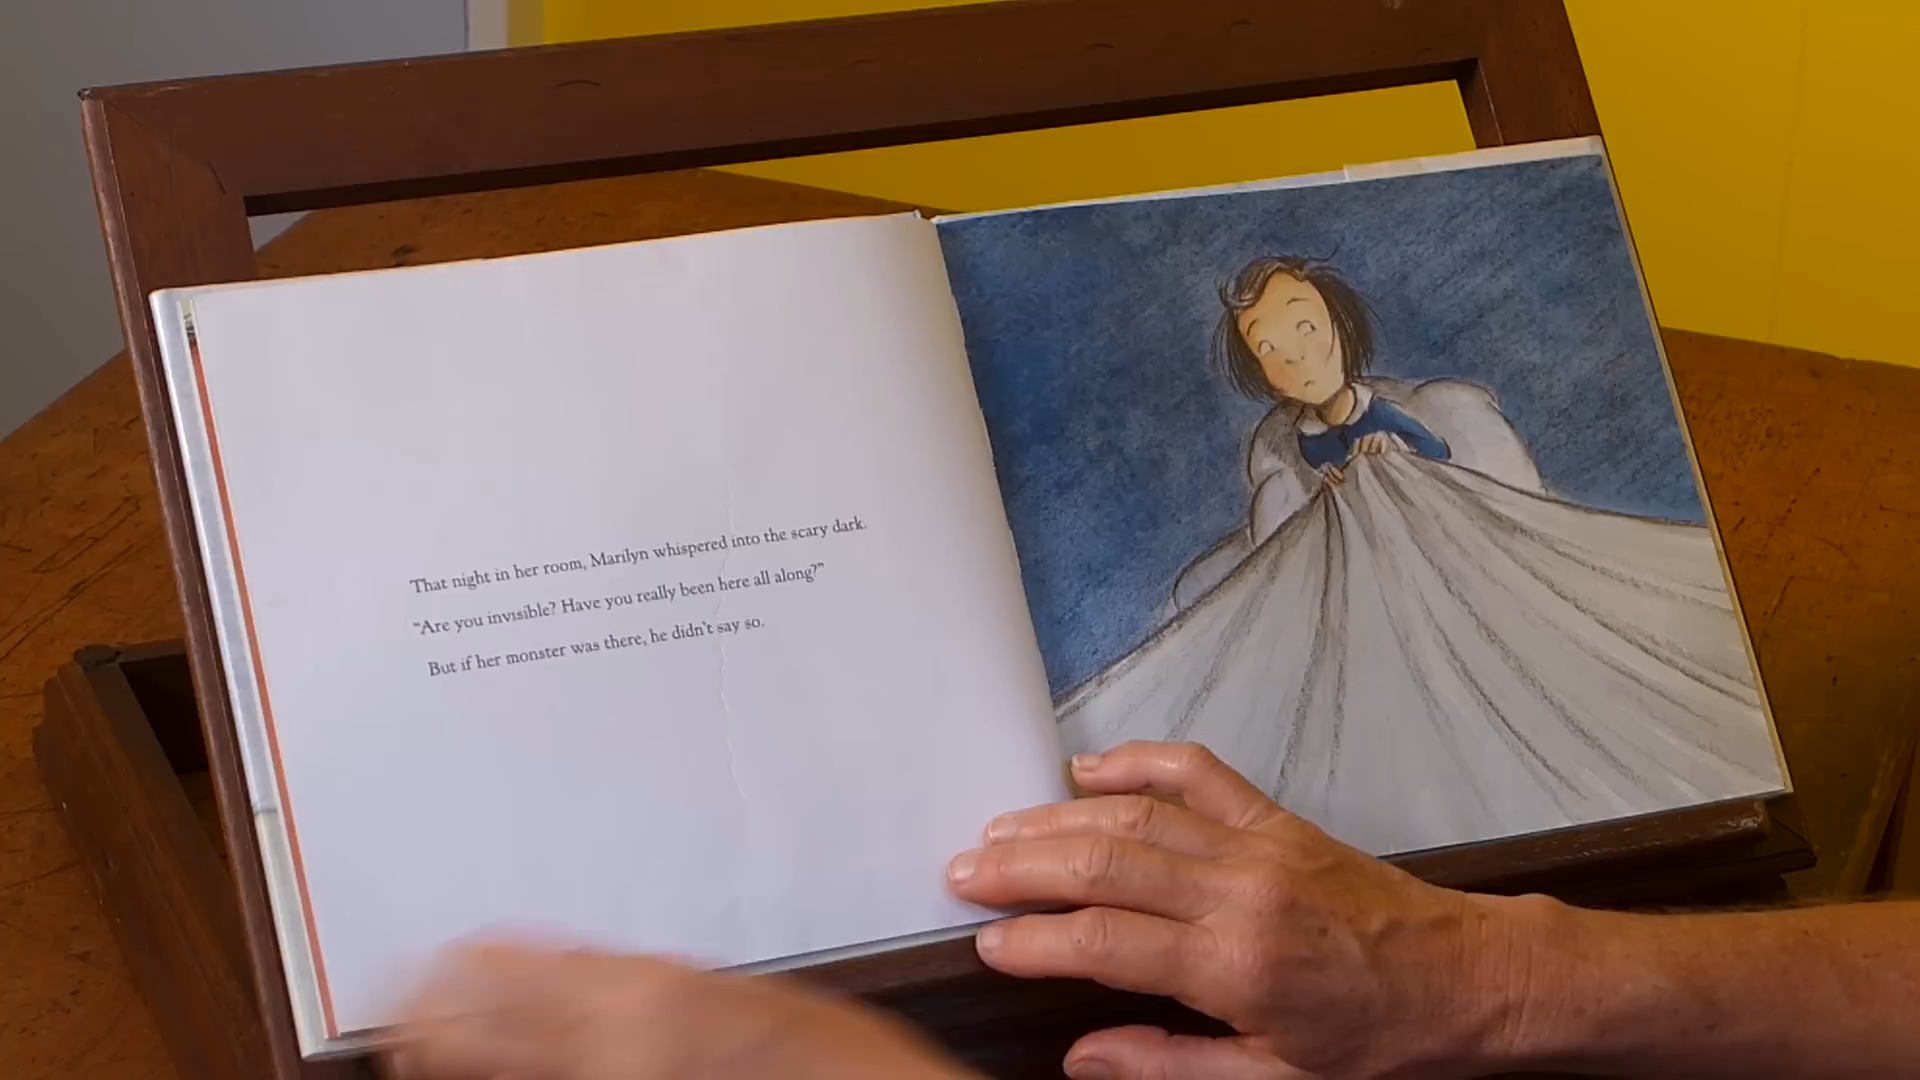 That night in her room, Marilyn whispered into the scary dark.
“Are you invisible? Have you really been here all along?”
But if her monster was there, he didn’t say so.